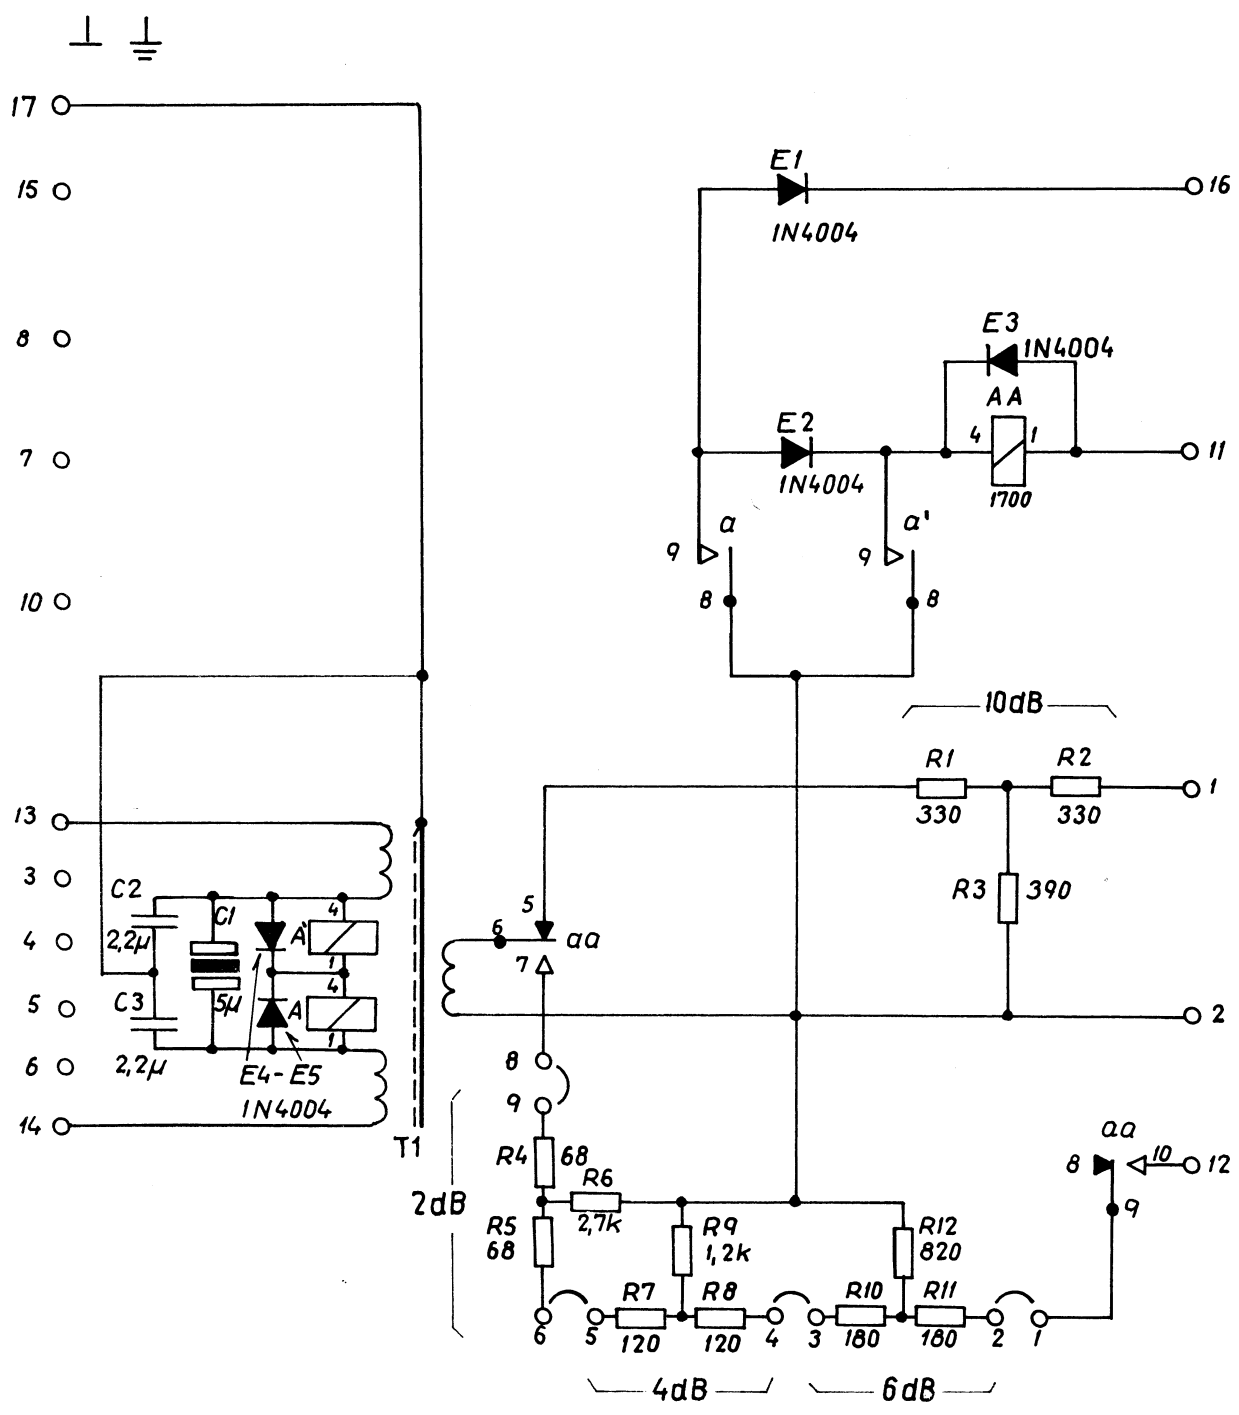 17
15
E1
16
1N4004
8
E3
1N4004
AA
E2
4
1
7
11
1N4004
1700
a
a'
9
9
10
8
8
10dB
R1
R2
13
1
330
330
3
C2
C1
4
R3
390
5
6
aa
4
2,2µ
A'
1
7
4
5
C3
5µ
A
2
1
8
6
2,2µ
E4-E5
1N4004
9
14
T1
aa
R4
68
8
10
12
2dB
R6
9
R5
68
2,7k
R9
1,2k
R12
820
R7
R8
R10
R11
6
5
120
120
4
3
180
180
2
1
4dB
6dB